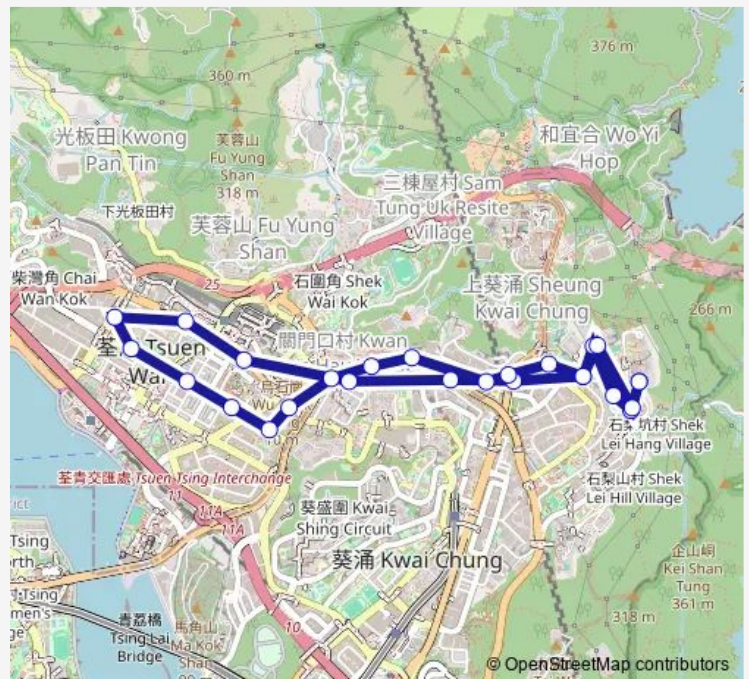 376 m
360 m
光板田 Kwong
Pan Tin
芙蓉山
Fu Yung
Shan
318 m
和宜合 Wo Yi
Hop
三棟屋村 Sam
Tung Uk Resite
Village
下光板田村
芙蓉山 Fu Yung
Shan
25
石圍角 Shek
Wai Kok
柴灣角 Chai
Wan Kok
上葵涌 Sheung
Kwai Chung
266 m
關門口村 Kwan
Tsuen
石梨坑村 Shek
Lei Hang Village
荃青交匯處 Tsuen Tsing Interchange
11
11A
11A
石梨山村 Shek
Lei Hill Village
葵盛圍 Kwai
Shing Circuit
葵涌 Kwai Chung
企山峒
Kei Shan
Tung
361 m
318 m
青荔橋
Tsing Lai
Bridge
馬角山
Ma Kok
Shan
10
© OpenStreetMap contributors